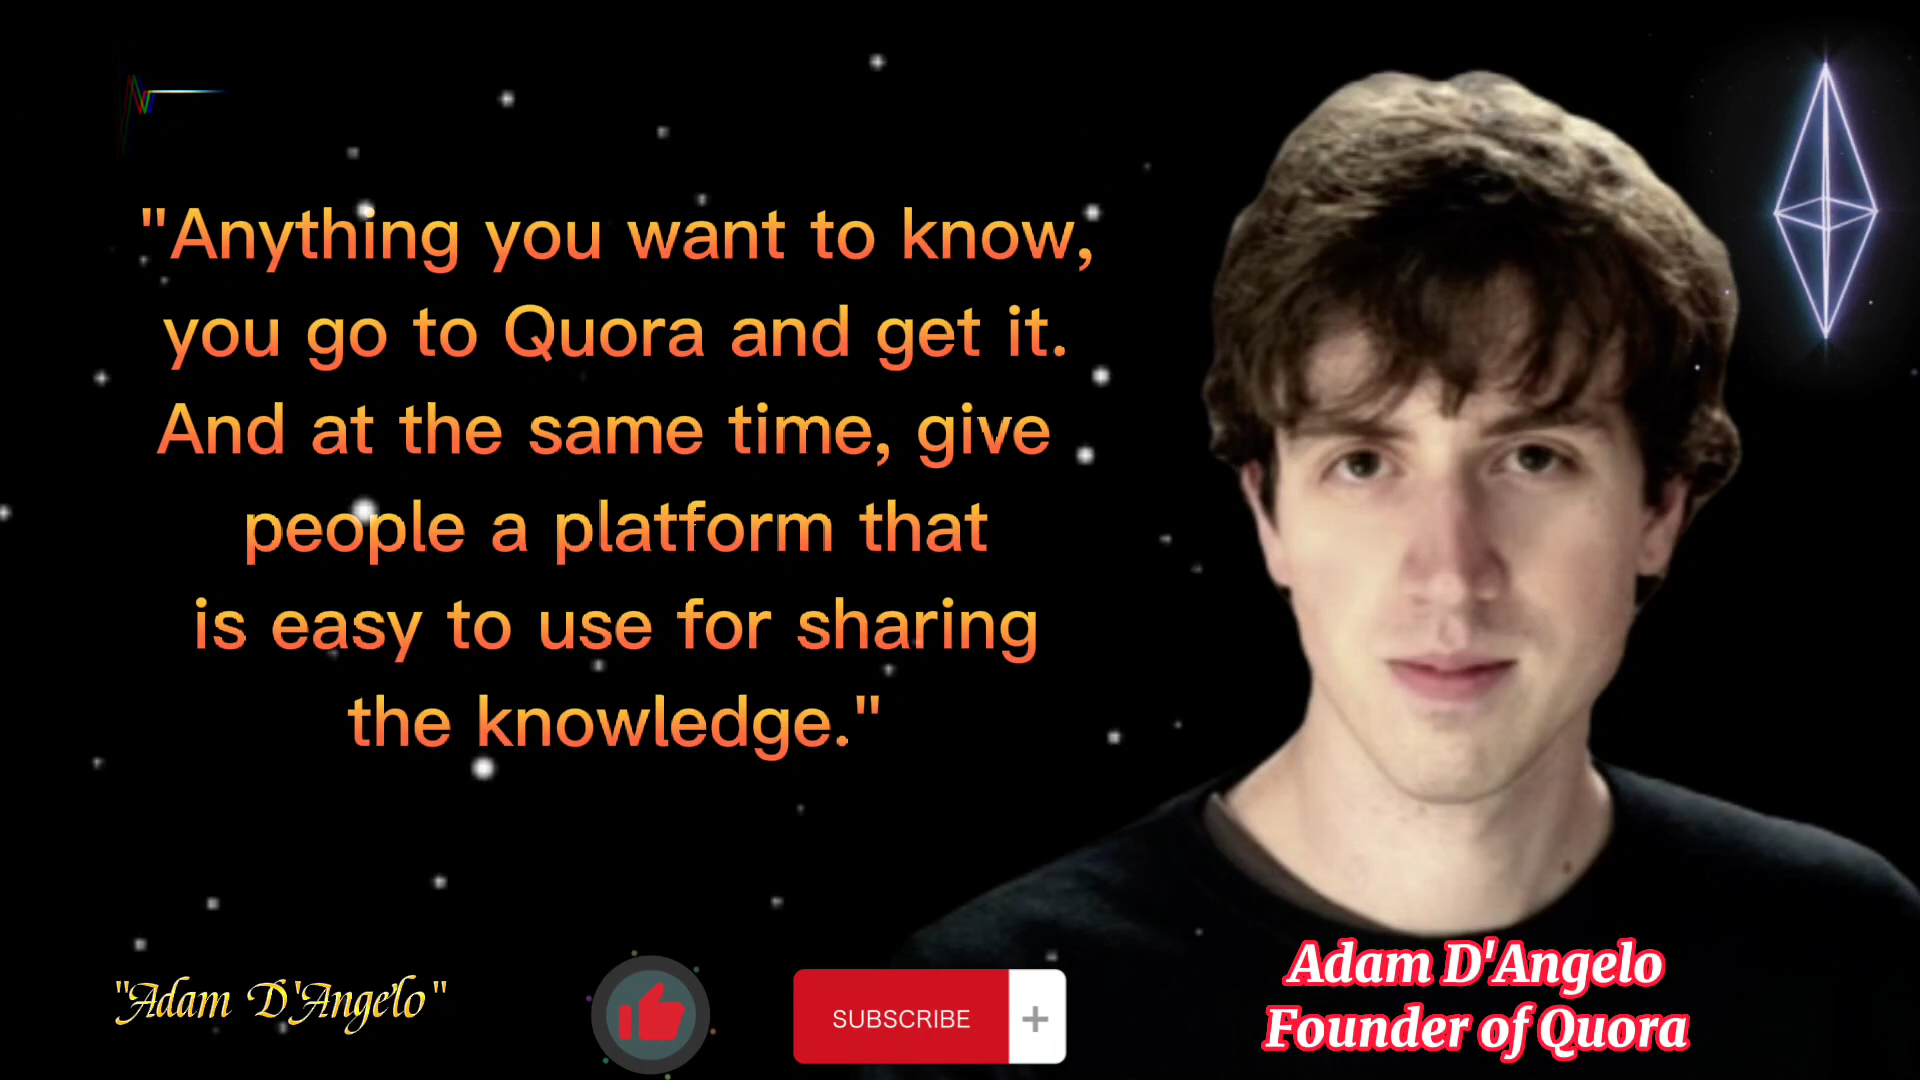 "Anything you want to know,
you go to Quora and get it.
And at the same time, give
people a platform that
is easy to use for sharing
the knowledge."
"Adam D'Angelo"
SUBSCRIBE +
Adam D'Angelo
Founder of Quora